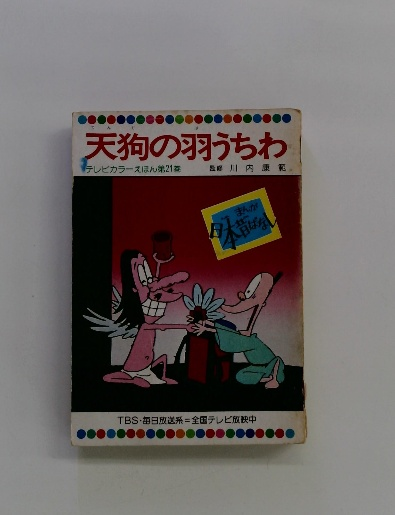 天狗の羽うちわ
テレビカラーえほん第21巻 監修 川内康範
まんが
日本昔ばなし
TBS・毎日放送系＝全国テレビ放映中